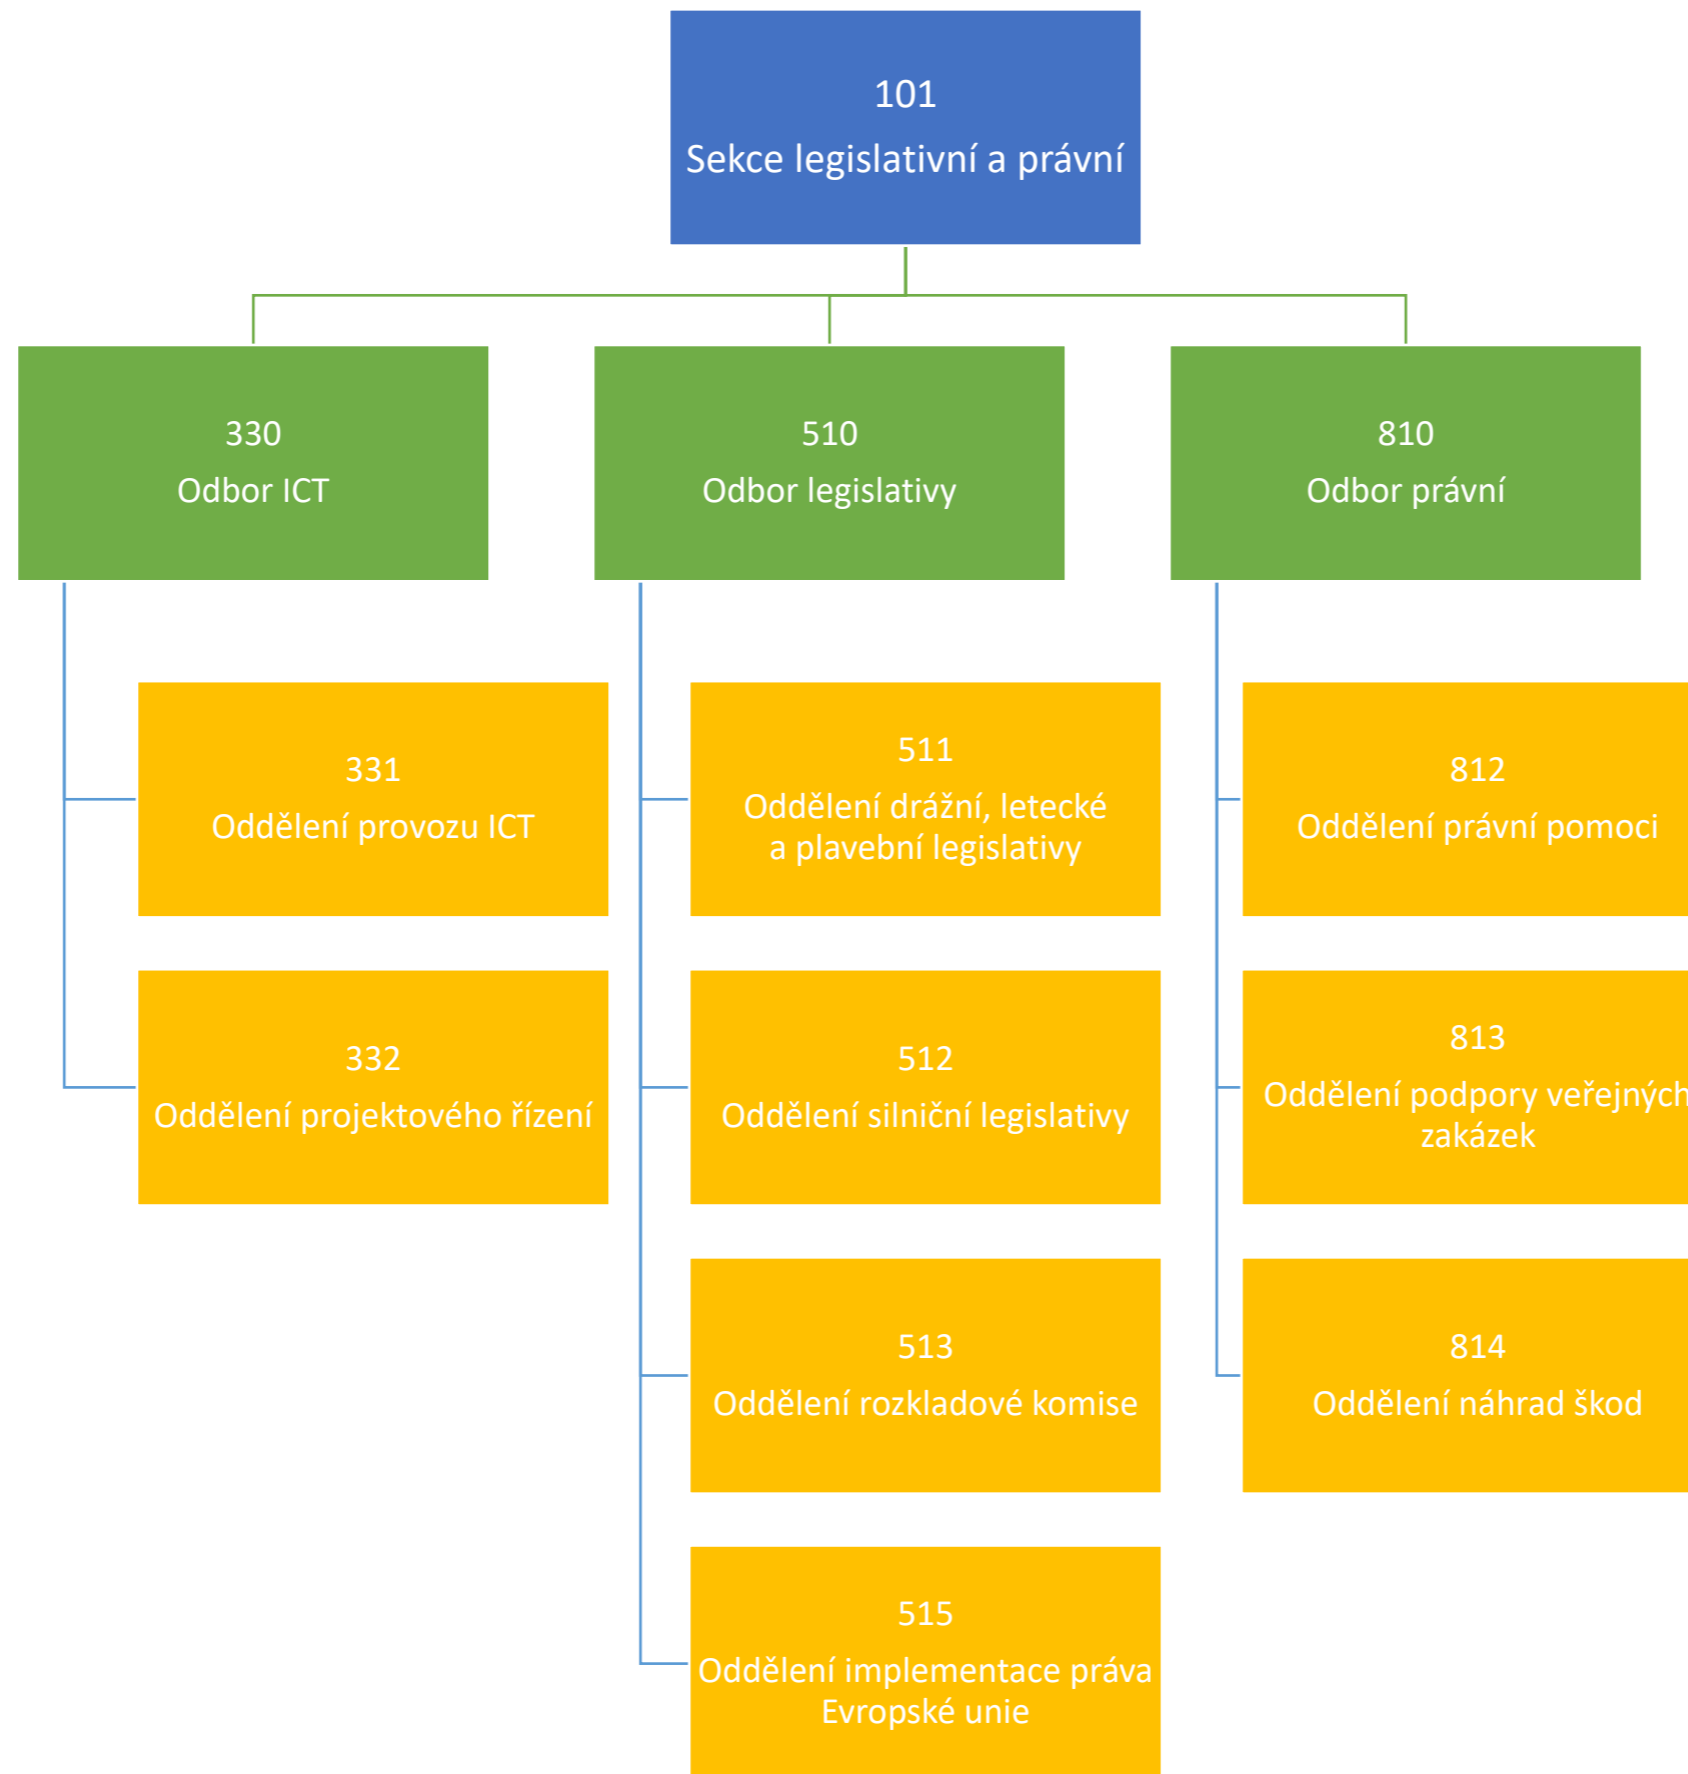 101
Sekce legislativní a právní
330
Odbor ICT
510
Odbor legislativy
810
Odbor právní
331
Oddělení provozu ICT
332
Oddělení projektového řízení
511
Oddělení drážní, letecké
a plavební legislativy
512
Oddělení silniční legislativy
513
Oddělení rozkladové komise
515
Oddělení implementace práva
Evropské unie
812
Oddělení právní pomoci
813
Oddělení podpory veřejných
zakázek
814
Oddělení náhrad škod